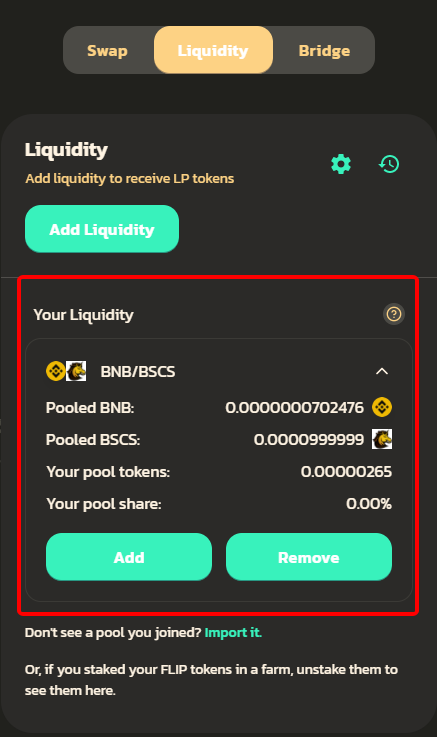 Swap Liquidity Bridge
Liquidity
Add liquidity to receive LP tokens
Add Liquidity
Your Liquidity
BNB/BSCS
Pooled BNB: 0.0000000702476
Pooled BSCS: 0.0000999999
Your pool tokens: 0.00000265
Your pool share: 0.00%
Add Remove
Don't see a pool you joined? Import it.
Or, if you staked your FLIP tokens in a farm, unstake them to
see them here.